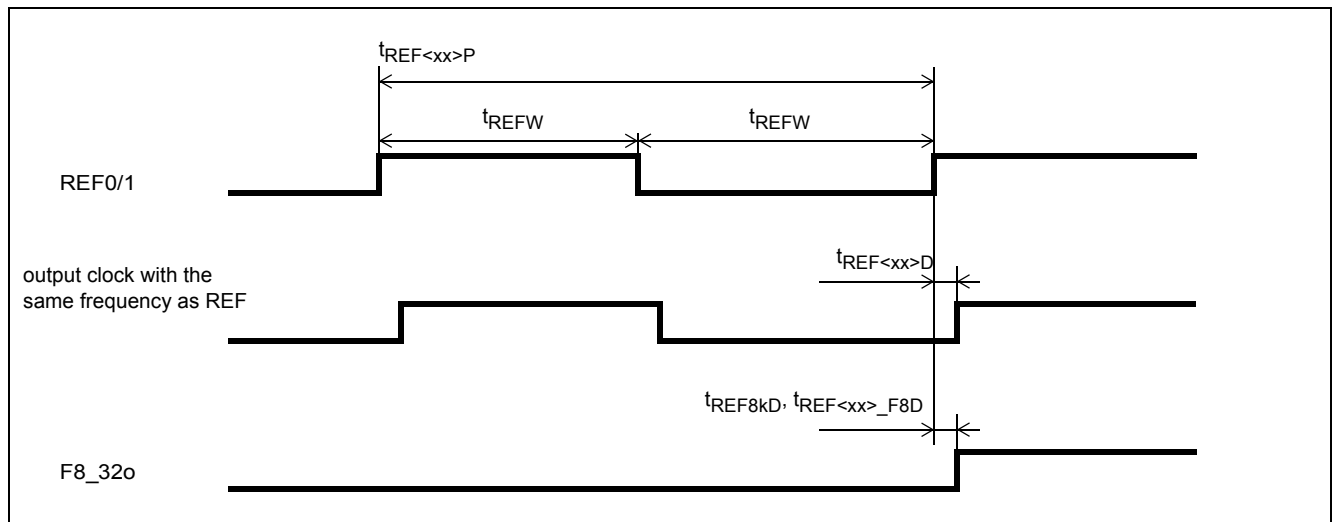 tREF<xx>P
tREFW tREFW
REF0/1
tREF<xx>D
output clock with the
same frequency as REF
tREF8kD, tREF<xx>_F8D
F8_32o